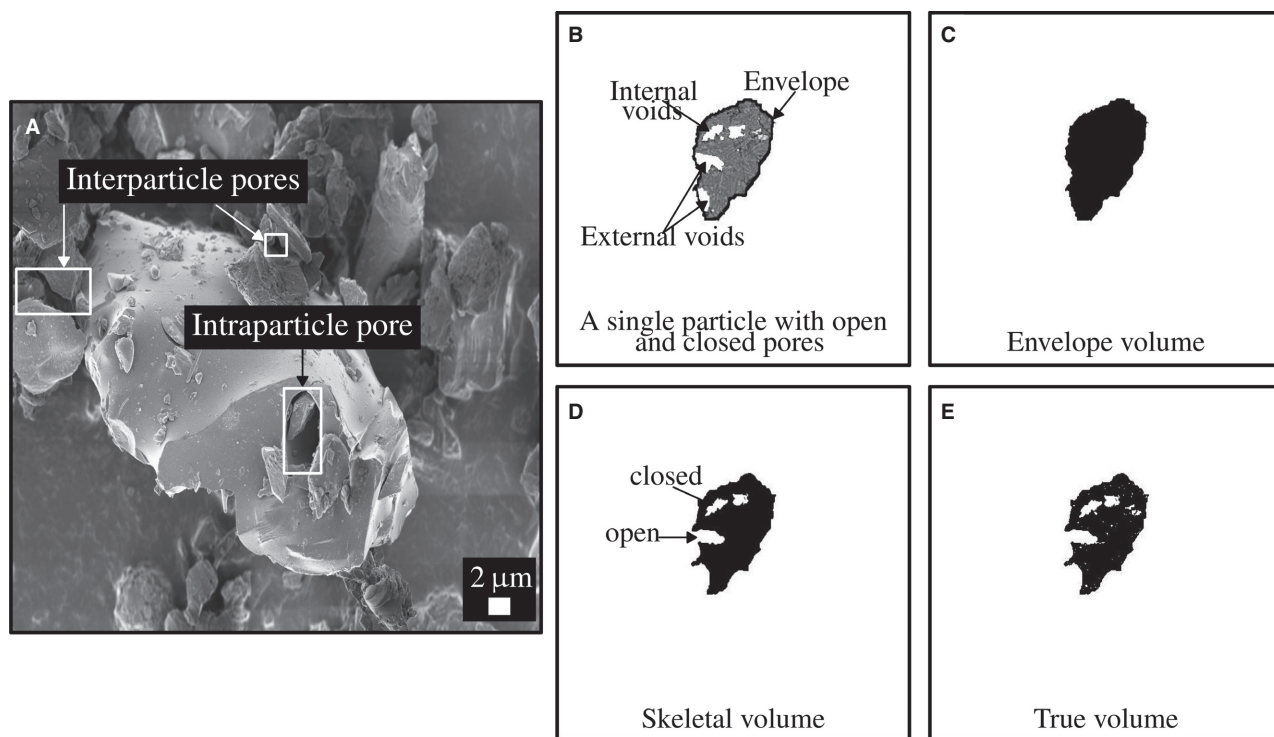 A
Interparticle pores
Intraparticle pore
2 μm
B
Internal
voids
Envelope
External voids
A single particle with open
and closed pores
C
Envelope volume
D
closed
open
Skeletal volume
E
True volume